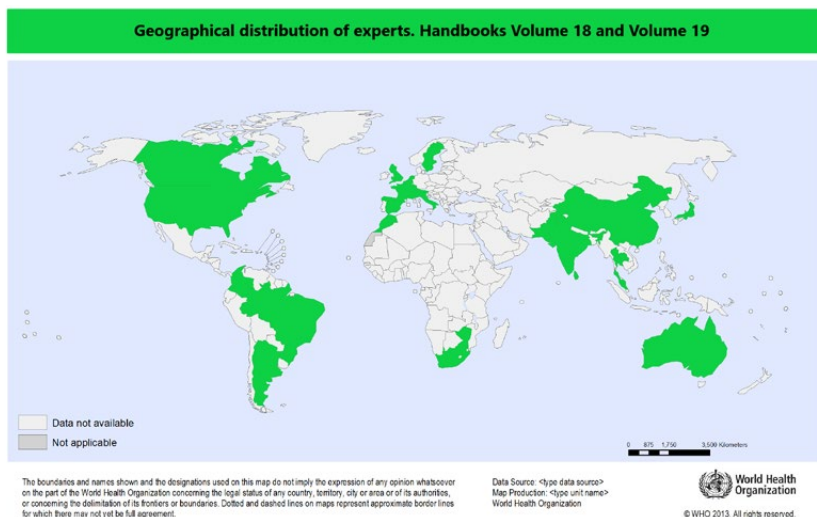 Geographical distribution of experts. Handbooks Volume 18 and Volume 19
Data not available
Not applicable
0 875 1,750 3,500 Kilometers
The boundaries and names shown and the designations used on this map do not imply the expression of any opinion whatsoever
on the part of the World Health Organization concerning the legal status of any country, territory, city or area or of its authorities,
or concerning the delimitation of its frontiers or boundaries. Dotted and dashed lines on maps represent approximate border lines
for which there may not yet be full agreement.
Data Source: <type data source>
Map Production: <type unit name>
World Health Organization
World Health
Organization
© WHO 2013. All rights reserved.